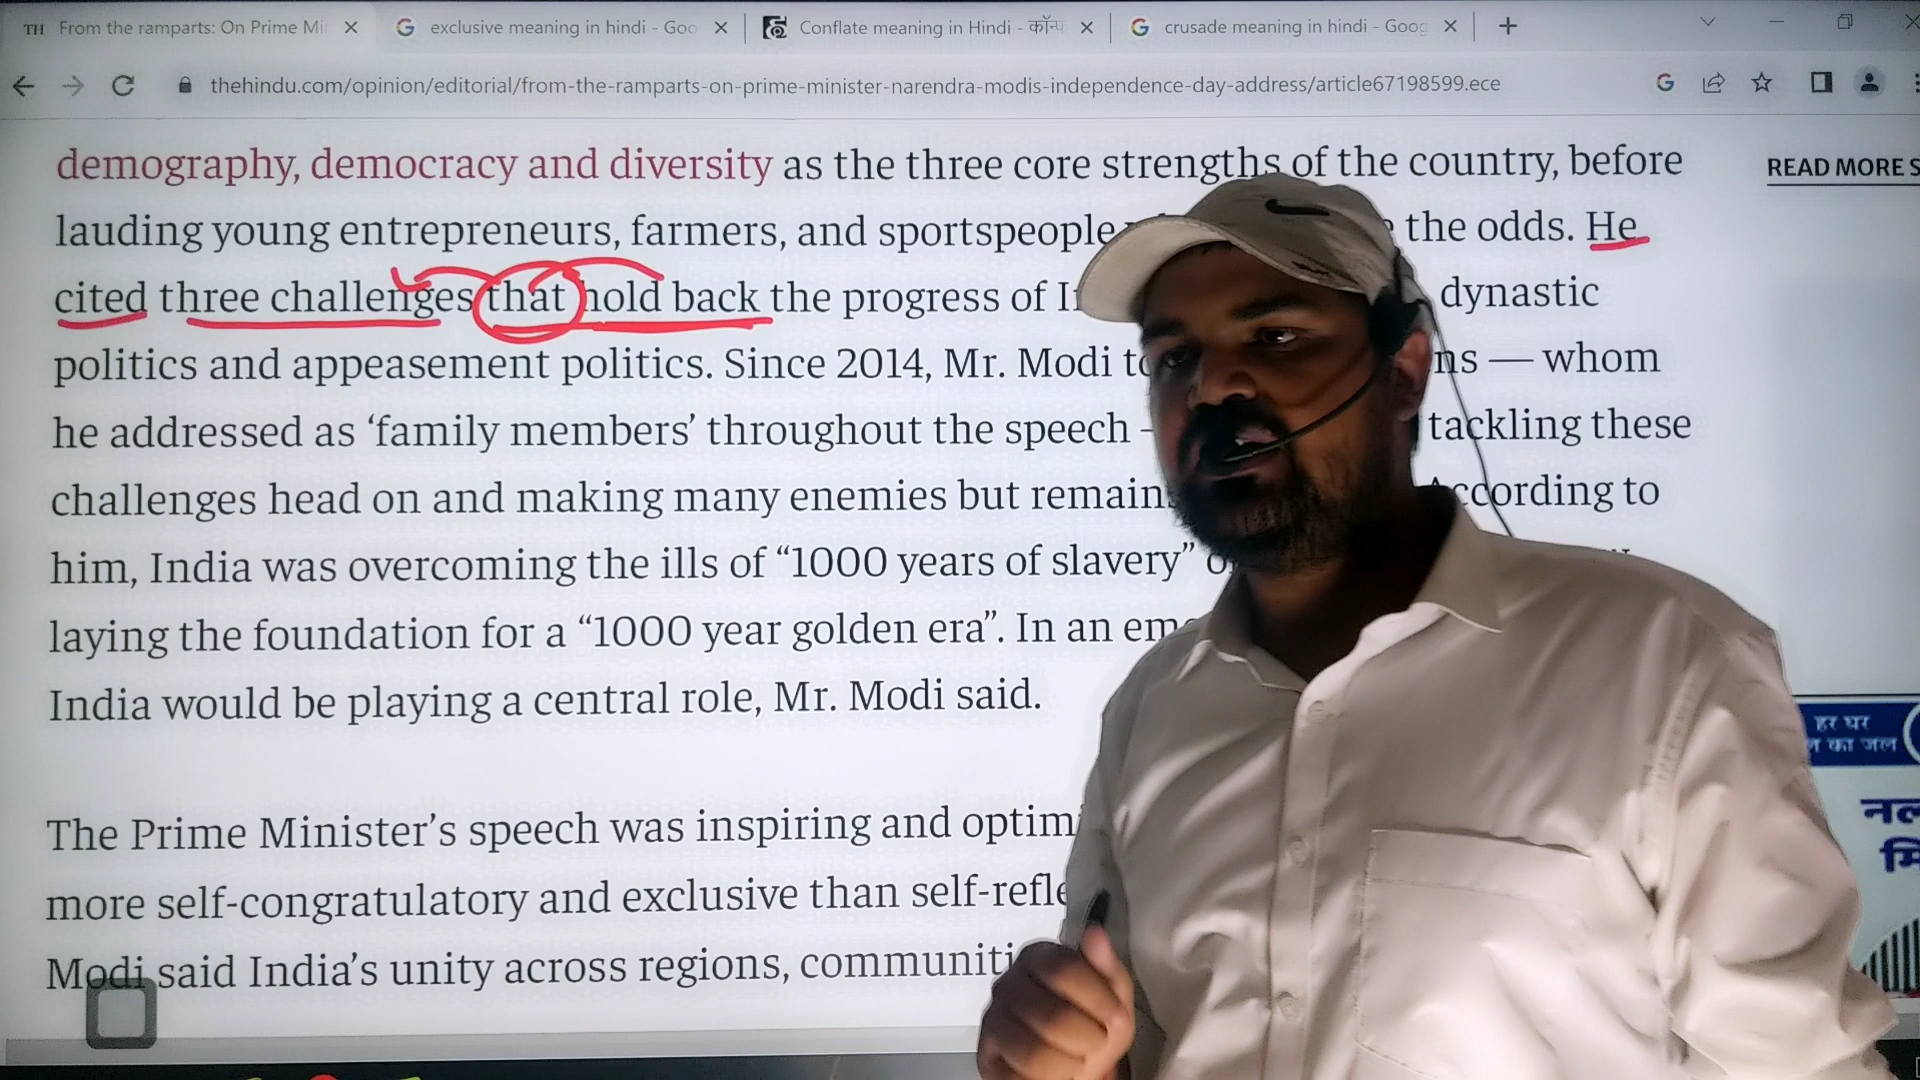 TH From the ramparts: On Prime Mi
exclusive meaning in hindi - Goo
Conflate meaning in Hindi -
crusade meaning in hindi - Goog
thehindu.com/opinion/editorial/from-the-ramparts-on-prime-minister-narendra-modis-independence-day-address/article67198599.ece
demography, democracy and diversity as the three core strengths of the country, before
READ MORE S
lauding young entrepreneurs, farmers, and sportspeople the odds. He
cited three challenges that hold back the progress of dynastic
politics and appeasement politics. Since 2014, Mr. Modi — whom
he addressed as ‘family members’ throughout the speech tackling these
challenges head on and making many enemies but According to
him, India was overcoming the ills of “1000 years of slavery”
laying the foundation for a “1000 year golden era”. In an
India would be playing a central role, Mr. Modi said.
हर घर
का जल
The Prime Minister’s speech was inspiring and
more self-congratulatory and exclusive than
Modi said India’s unity across regions,